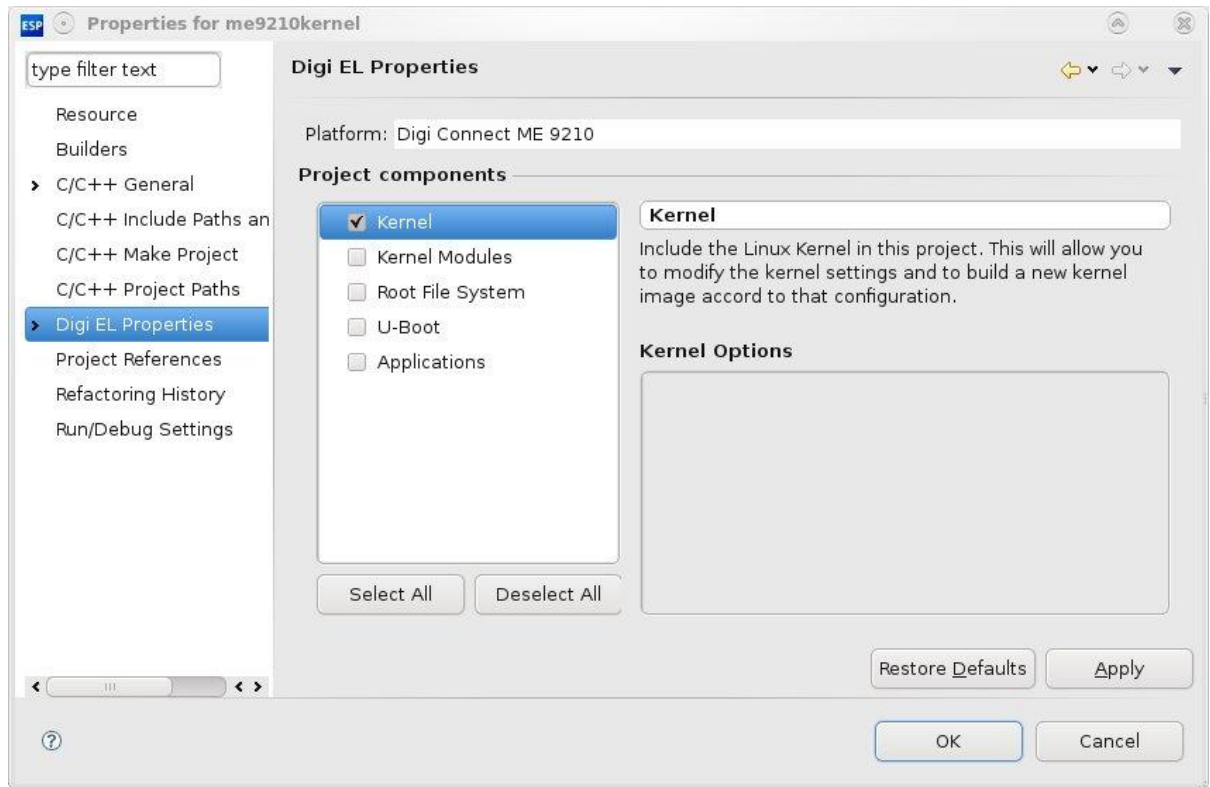 ESP Properties for me9210kernel
type filter text
Resource
Builders
C/C++ General
C/C++ Include Paths an
C/C++ Make Project
C/C++ Project Paths
Digi EL Properties
Project References
Refactoring History
Run/Debug Settings
Digi EL Properties
Platform: Digi Connect ME 9210
Project components
Kernel
Kernel Modules
Root File System
U-Boot
Applications
Select All Deselect All
Kernel
Include the Linux Kernel in this project. This will allow you
to modify the kernel settings and to build a new kernel
image accord to that configuration.
Kernel Options
Restore Defaults Apply
? OK Cancel